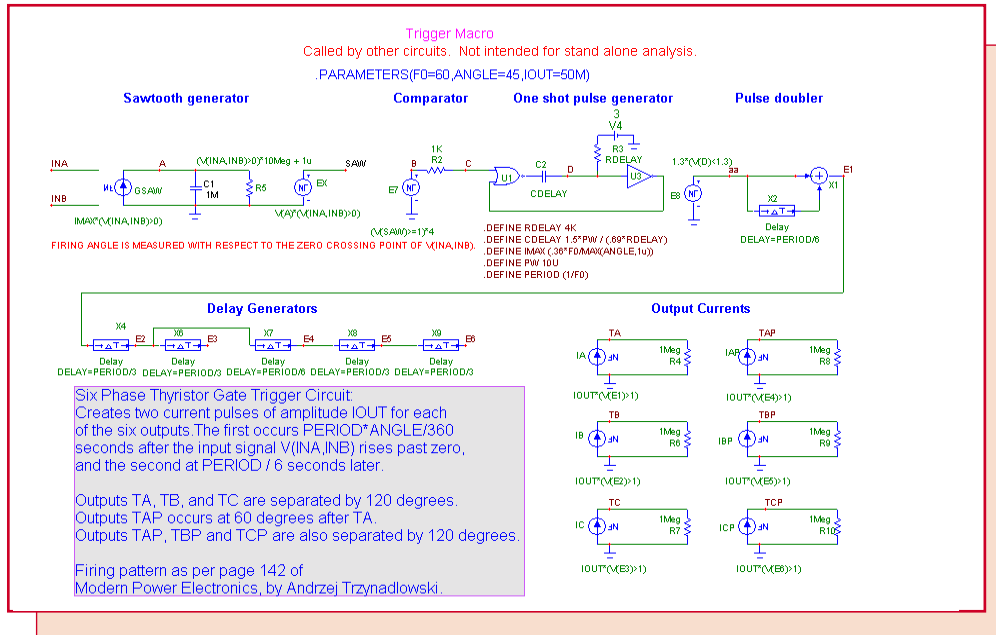 Trigger Macro
Called by other circuits. Not intended for stand alone analysis.
.PARAMETERS(F0=60,ANGLE=45,IOUT=50M)
Sawtooth generator
Comparator
One shot pulse generator
Pulse doubler
3
V4
R3
RDELAY
INA
A
(V(INA,INB)>0)*10Meg + 1u
SAW
GSAW
C1
1M
R5
EX
INB
IMAX*(V(INA,INB)>0)
V(A)*(V(INA,INB)>0)
1K
R2
B
C
E7
(V(SAW)>=1)*4
U1
C2
CDELAY
D
U3
1.3*(V(D)<1.3)
aa
E8
X1
E1
X2
Delay
DELAY=PERIOD/6
FIRING ANGLE IS MEASURED WITH RESPECT TO THE ZERO CROSSING POINT OF V(INA,INB).
.DEFINE RDELAY 4K
.DEFINE CDELAY 1.5*PW / (.69*RDELAY)
.DEFINE IMAX (.36*F0/MAX(ANGLE,1u))
.DEFINE PW 10U
.DEFINE PERIOD (1/F0)
Delay Generators
Output Currents
X4
E2
X6
E3
X7
E4
X8
E5
X9
E6
Delay
Delay
Delay
Delay
Delay
DELAY=PERIOD/3
DELAY=PERIOD/3
DELAY=PERIOD/6
DELAY=PERIOD/3
DELAY=PERIOD/3
TA
IA
NF
1Meg
R4
IOUT*(V(E1)>1)
TAP
IAP
NF
1Meg
R8
IOUT*(V(E4)>1)
TB
IB
NF
1Meg
R6
IOUT*(V(E2)>1)
TBP
IBP
NF
1Meg
R9
IOUT*(V(E5)>1)
TC
IC
NF
1Meg
R7
IOUT*(V(E3)>1)
TCP
ICP
NF
1Meg
R10
IOUT*(V(E6)>1)
Six Phase Thyristor Gate Trigger Circuit:
Creates two current pulses of amplitude IOUT for each
of the six outputs.The first occurs PERIOD*ANGLE/360
seconds after the input signal V(INA,INB) rises past zero,
and the second at PERIOD / 6 seconds later.
Outputs TA, TB, and TC are separated by 120 degrees.
Outputs TAP occurs at 60 degrees after TA.
Outputs TAP, TBP and TCP are also separated by 120 degrees.
Firing pattern as per page 142 of
Modern Power Electronics, by Andrzej Trzynadlowski.